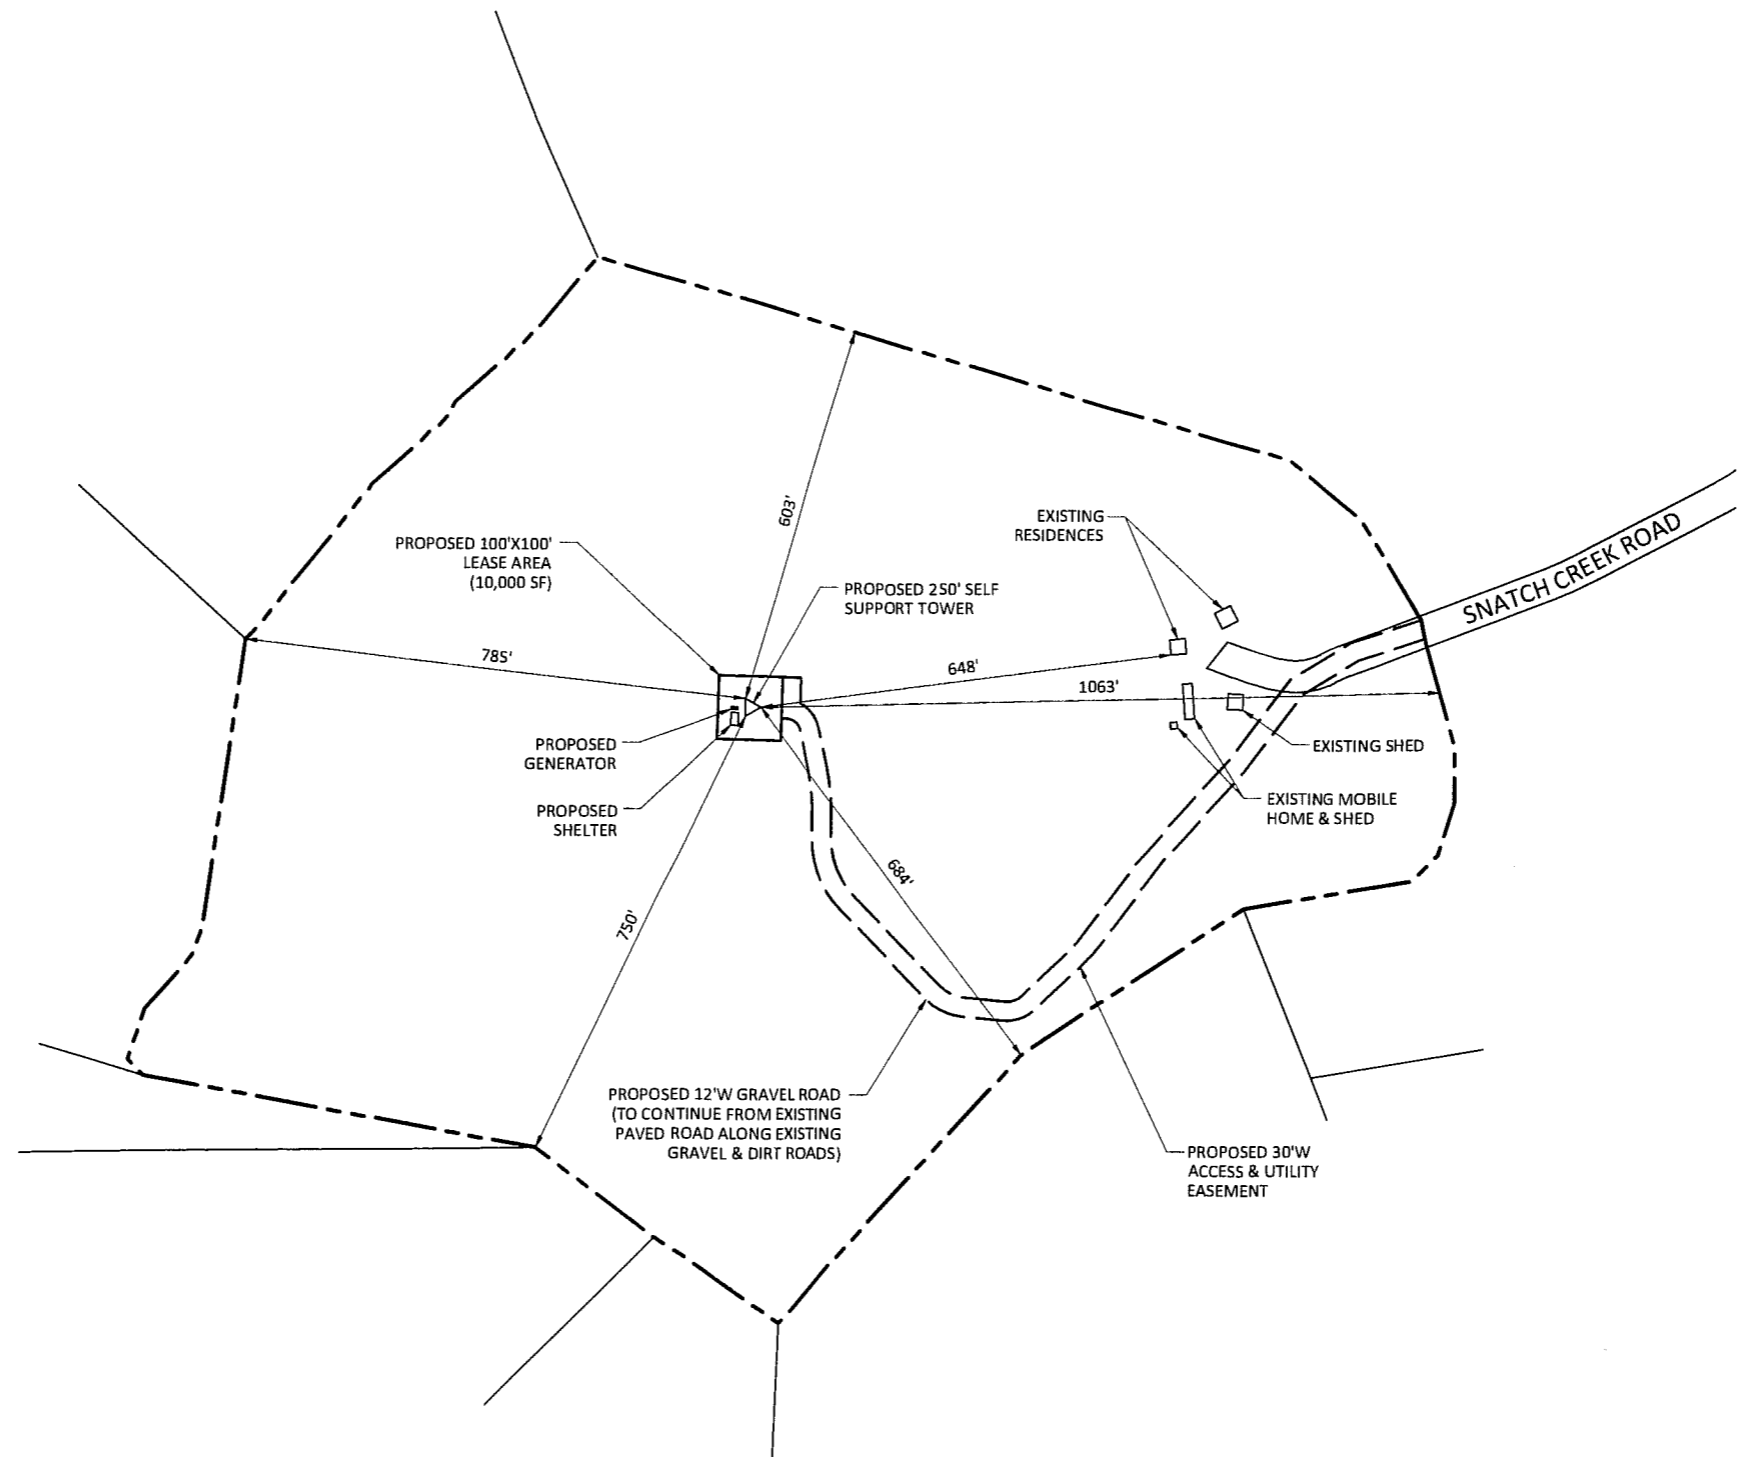 603'
EXISTING
RESIDENCES
SNATCH CREEK ROAD
PROPOSED 100'X100'
LEASE AREA
(10,000 SF)
PROPOSED 250' SELF
SUPPORT TOWER
785'
648'
1063'
PROPOSED
GENERATOR
EXISTING SHED
PROPOSED
SHELTER
EXISTING MOBILE
HOME & SHED
684'
750'
PROPOSED 12'W GRAVEL ROAD
(TO CONTINUE FROM EXISTING
PAVED ROAD ALONG EXISTING
GRAVEL & DIRT ROADS)
PROPOSED 30'W
ACCESS & UTILITY
EASEMENT